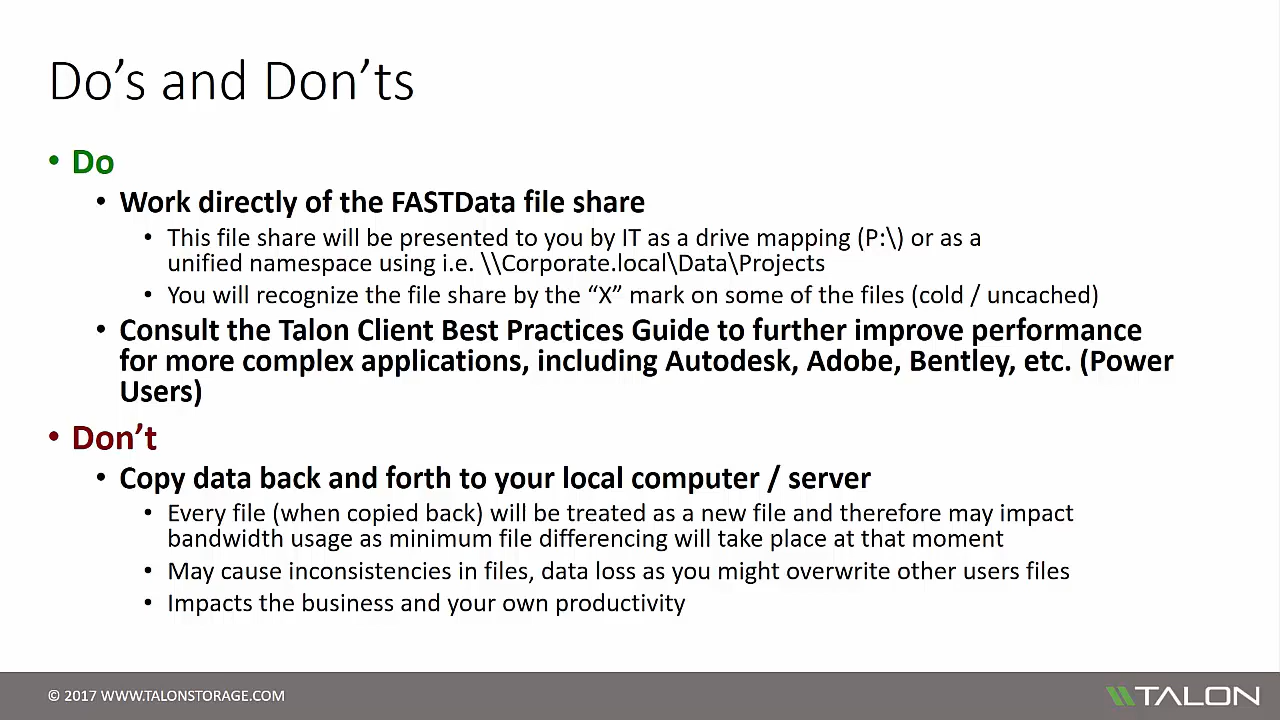 Do’s and Don’ts
• Do
• Work directly of the FASTData file share
• This file share will be presented to you by IT as a drive mapping (P:\) or as a
unified namespace using i.e. \\Corporate.local\Data\Projects
• You will recognize the file share by the “X” mark on some of the files (cold / uncached)
• Consult the Talon Client Best Practices Guide to further improve performance
for more complex applications, including Autodesk, Adobe, Bentley, etc. (Power
Users)
• Don’t
• Copy data back and forth to your local computer / server
• Every file (when copied back) will be treated as a new file and therefore may impact
bandwidth usage as minimum file differencing will take place at that moment
• May cause inconsistencies in files, data loss as you might overwrite other users files
• Impacts the business and your own productivity
© 2017 WWW.TALONSTORAGE.COM
TALON